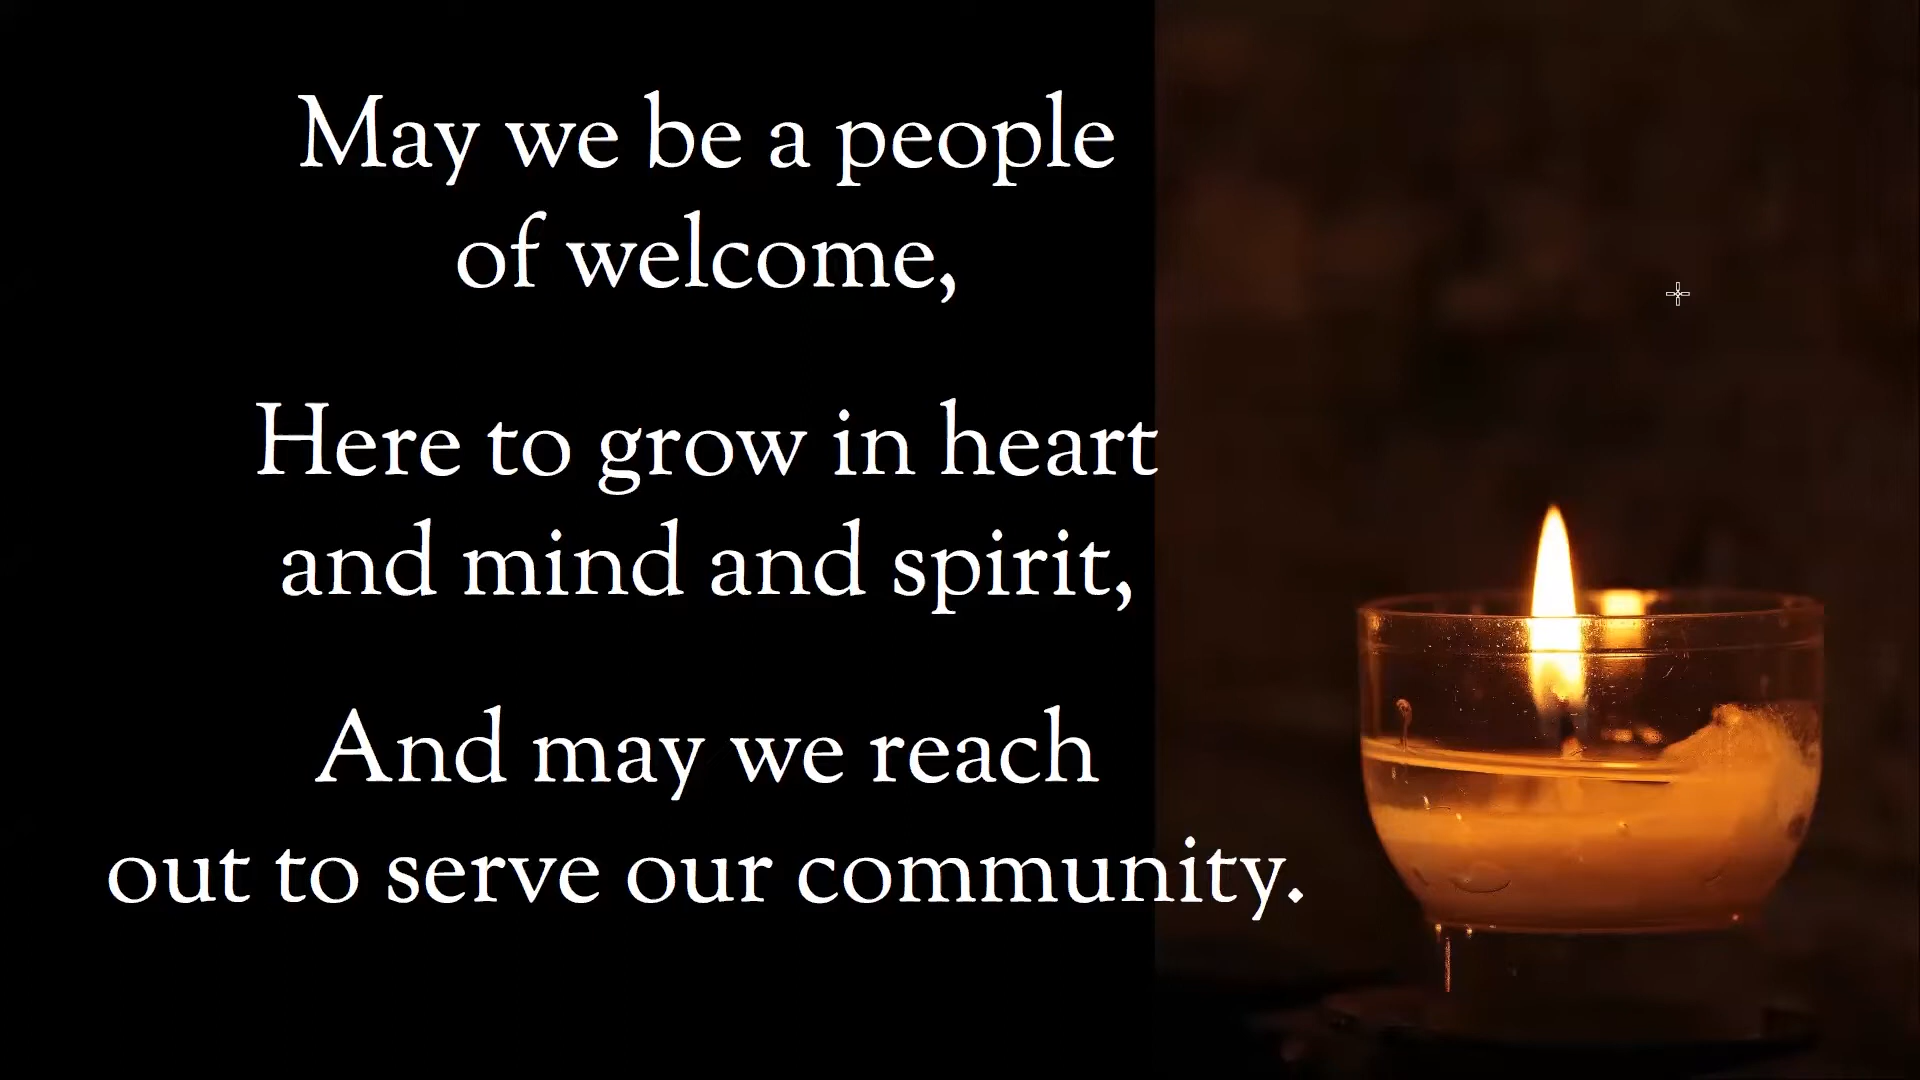 May we be a people
of welcome,
Here to grow in heart
and mind and spirit,
And may we reach
out to serve our community.